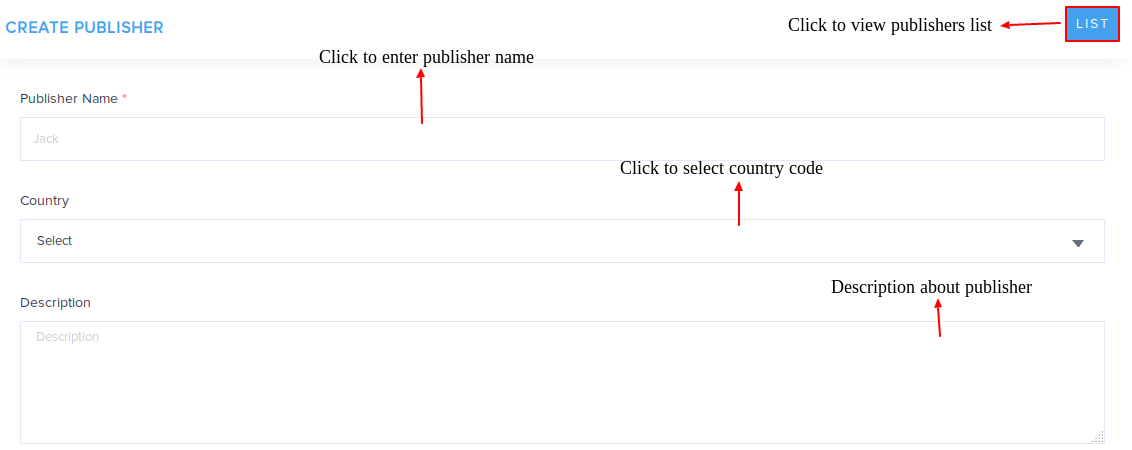 CREATE PUBLISHER
Click to view publishers list
LIST
Click to enter publisher name
Publisher Name *
Jack
Click to select country code
Country
Select
Description about publisher
Description
Description